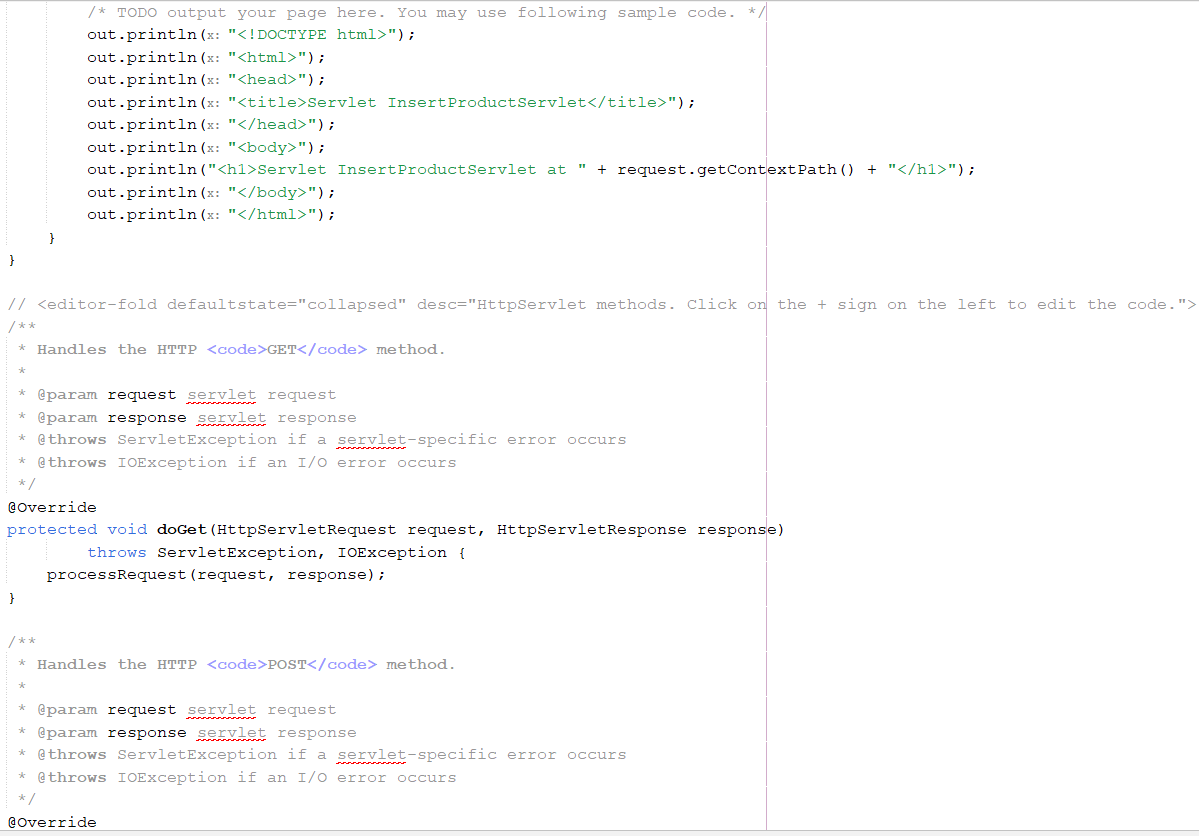 /* TODO output your page here. You may use following sample code. */
out.println(x: "<!DOCTYPE html>");
out.println(x: "<html>");
out.println(x: "<head>");
out.println(x: "<title>Servlet InsertProductServlet</title>");
out.println(x: "</head>");
out.println(x: "<body>");
out.println("<h1>Servlet InsertProductServlet at " + request.getContextPath() + "</h1>");
out.println(x: "</body>");
out.println(x: "</html>");
}
}
// <editor-fold defaultstate="collapsed" desc="HttpServlet methods. Click on the + sign on the left to edit the code.">
/**
* Handles the HTTP <code>GET</code> method.
*
* @param request servlet request
* @param response servlet response
* @throws ServletException if a servlet-specific error occurs
* @throws IOException if an I/O error occurs
*/
@Override
protected void doGet(HttpServletRequest request, HttpServletResponse response)
throws ServletException, IOException {
processRequest(request, response);
}
/**
* Handles the HTTP <code>POST</code> method.
*
* @param request servlet request
* @param response servlet response
* @throws ServletException if a servlet-specific error occurs
* @throws IOException if an I/O error occurs
*/
@Override